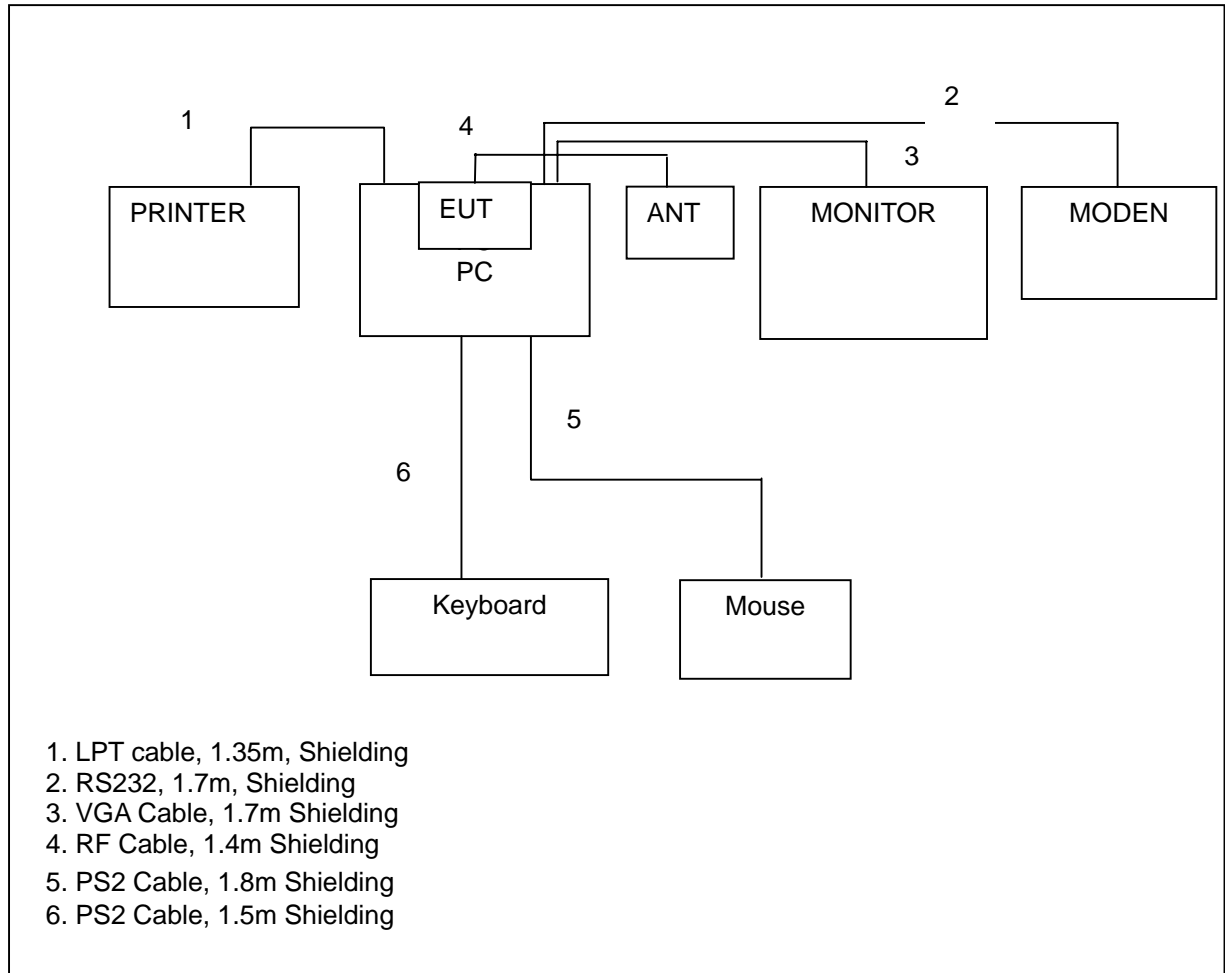 2
1
4
3
PRINTER
EUT
ANT
MONITOR
MODEN
PC
5
6
Keyboard
Mouse
1. LPT cable, 1.35m, Shielding
2. RS232, 1.7m, Shielding
3. VGA Cable, 1.7m Shielding
4. RF Cable, 1.4m Shielding
5. PS2 Cable, 1.8m Shielding
6. PS2 Cable, 1.5m Shielding